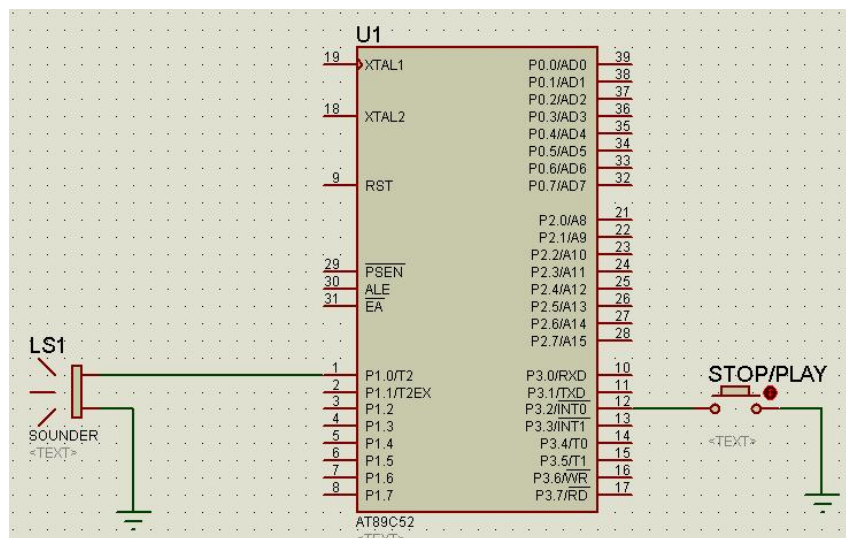 U1
19 XTAL1
18 XTAL2
9 RST
29 PSEN
30 ALE
31 EA
1 P1.0/T2
2 P1.1/T2EX
3 P1.2
4 P1.3
5 P1.4
6 P1.5
7 P1.6
8 P1.7
P0.0/AD0 39
P0.1/AD1 38
P0.2/AD2 37
P0.3/AD3 36
P0.4/AD4 35
P0.5/AD5 34
P0.6/AD6 33
P0.7/AD7 32
P2.0/A8 21
P2.1/A9 22
P2.2/A10 23
P2.3/A11 24
P2.4/A12 25
P2.5/A13 26
P2.6/A14 27
P2.7/A15 28
P3.0/RXD 10
P3.1/TXD 11
P3.2/INT0 12
P3.3/INT1 13
P3.4/T0 14
P3.5/T1 15
P3.6/WR 16
P3.7/RD 17
AT89C52
<TEXT>
LS1
SOUNDER
<TEXT>
STOP/PLAY
<TEXT>